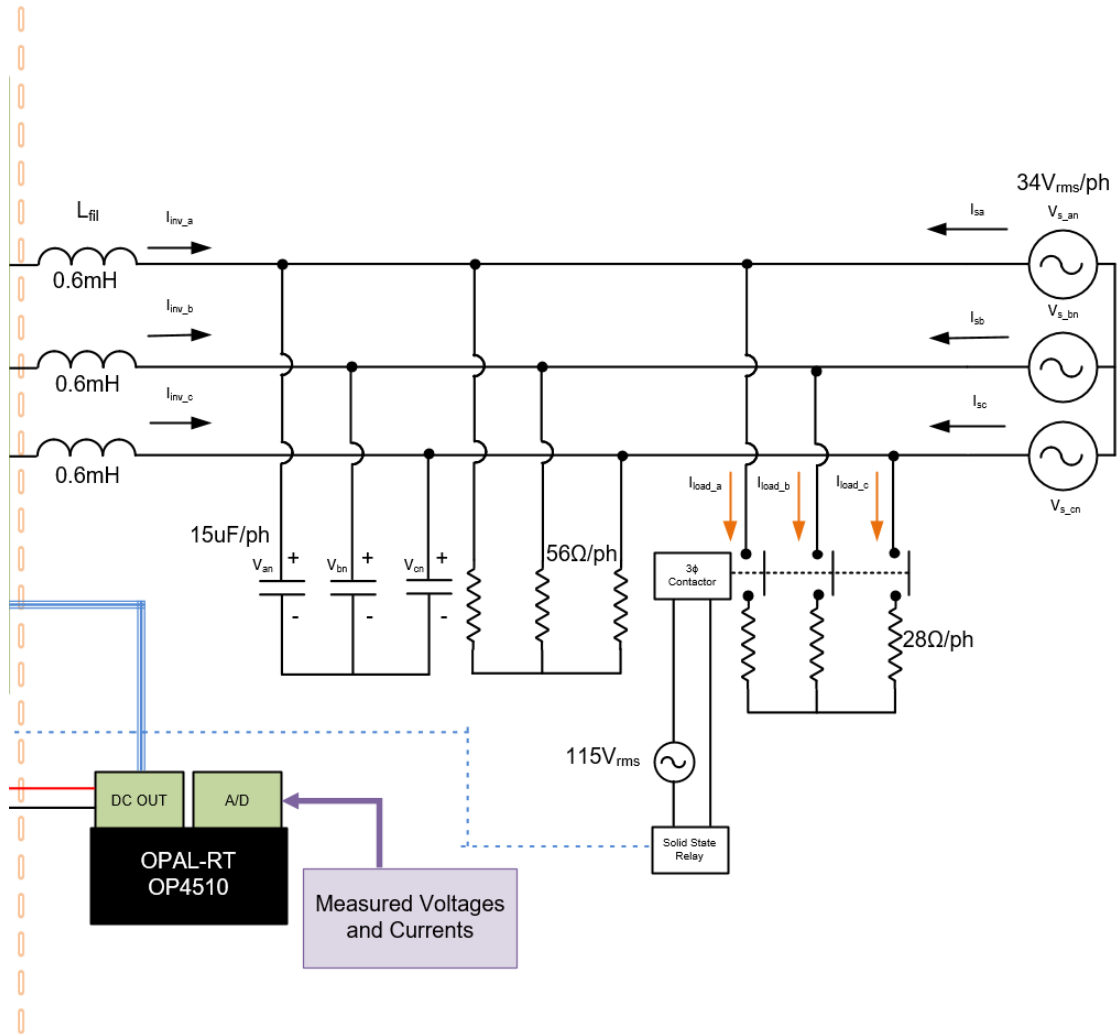 34Vrms/ph
Lfil
Iinv_a
Isa
Vs_an
0.6mH
Iinv_b
Isb
Vs_bn
0.6mH
Iinv_c
Isc
0.6mH
Iload_a
Iload_b
Iload_c
Vs_cn
15uF/ph
56Ω/ph
Van
+
-
Vbn
+
-
Vcn
+
-
3ϕ
Contactor
28Ω/ph
115Vrms
DC OUT
A/D
Solid State
Relay
OPAL-RT
OP4510
Measured Voltages
and Currents